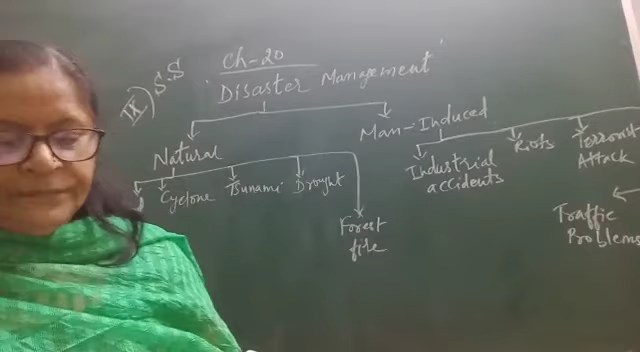 IX) S.S
Ch-20
Disaster Management
Natural
Man-Induced
Cyclone
Tsunami
Drought
Forest
fire
Industrial
accidents
Riots
Terrorist
Attack
Traffic
Problems